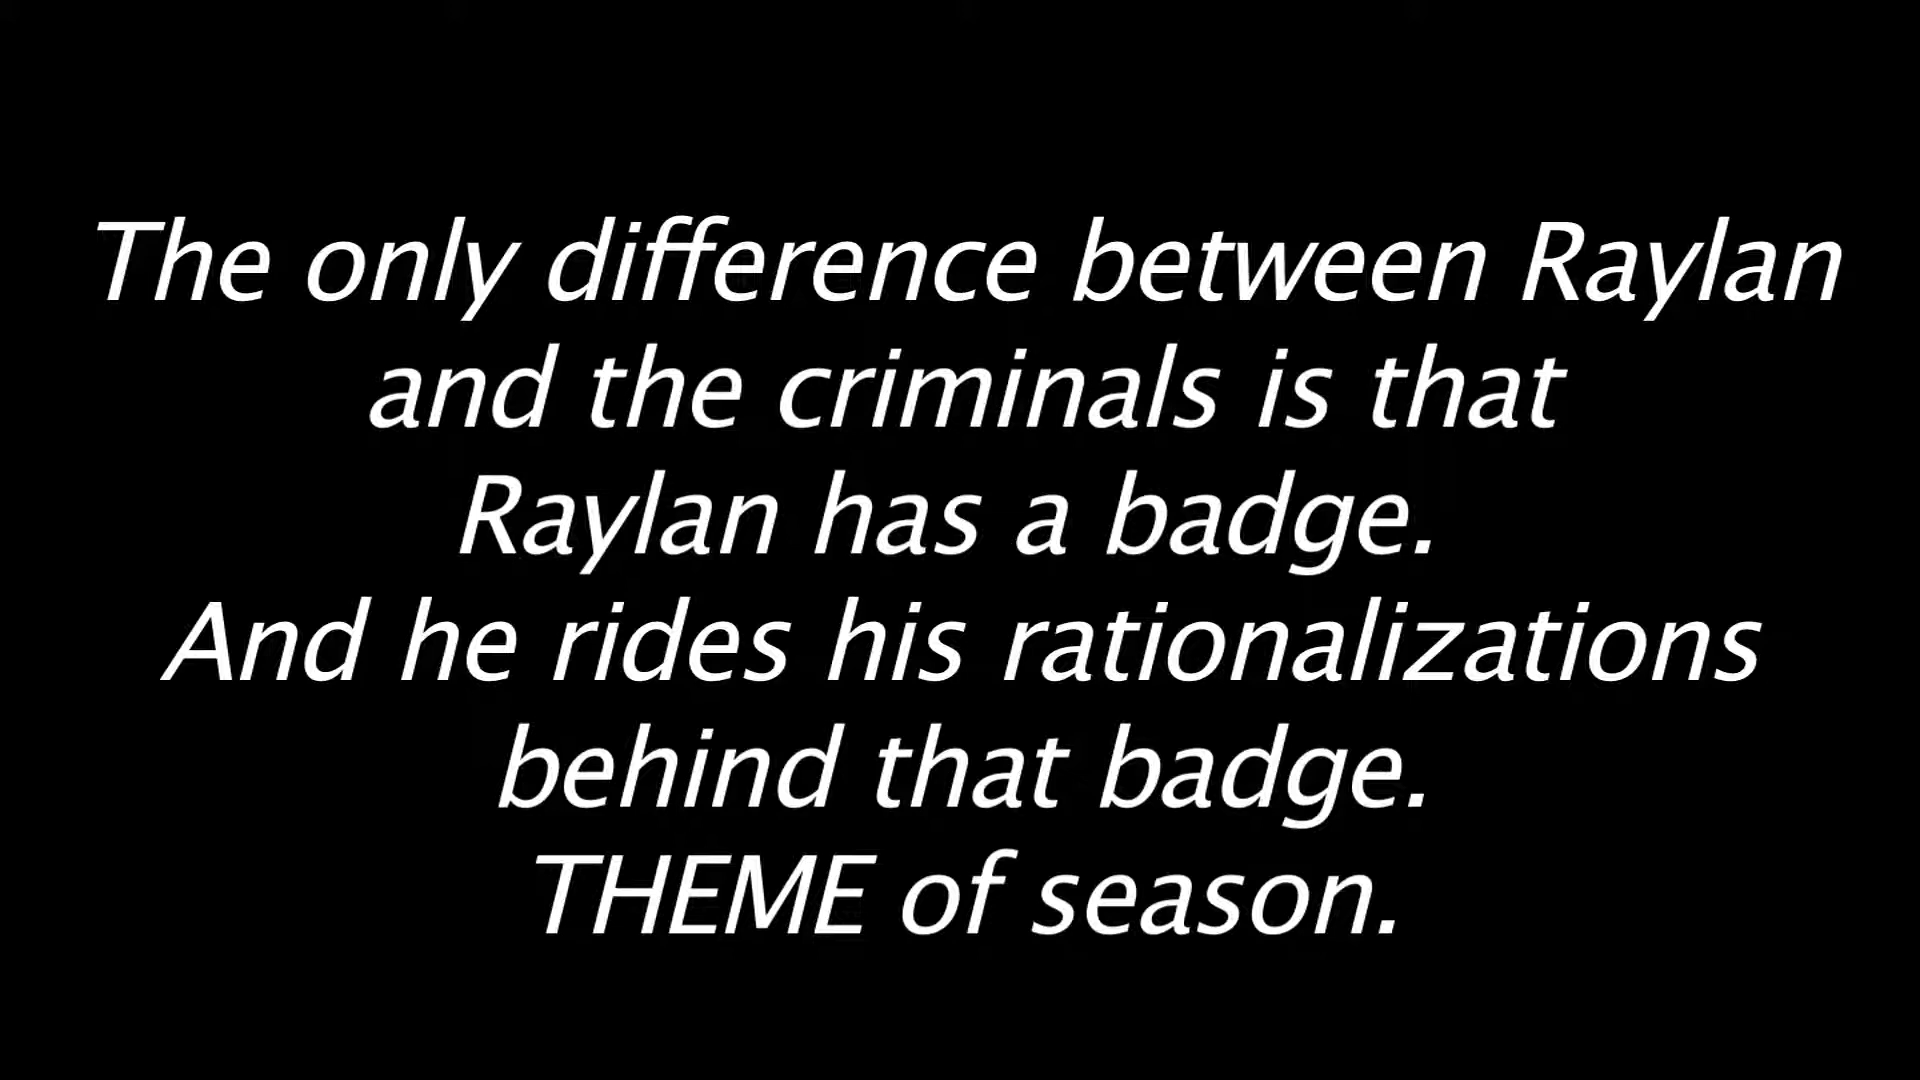 The only difference between Raylan
and the criminals is that
Raylan has a badge.
And he rides his rationalizations
behind that badge.
THEME of season.